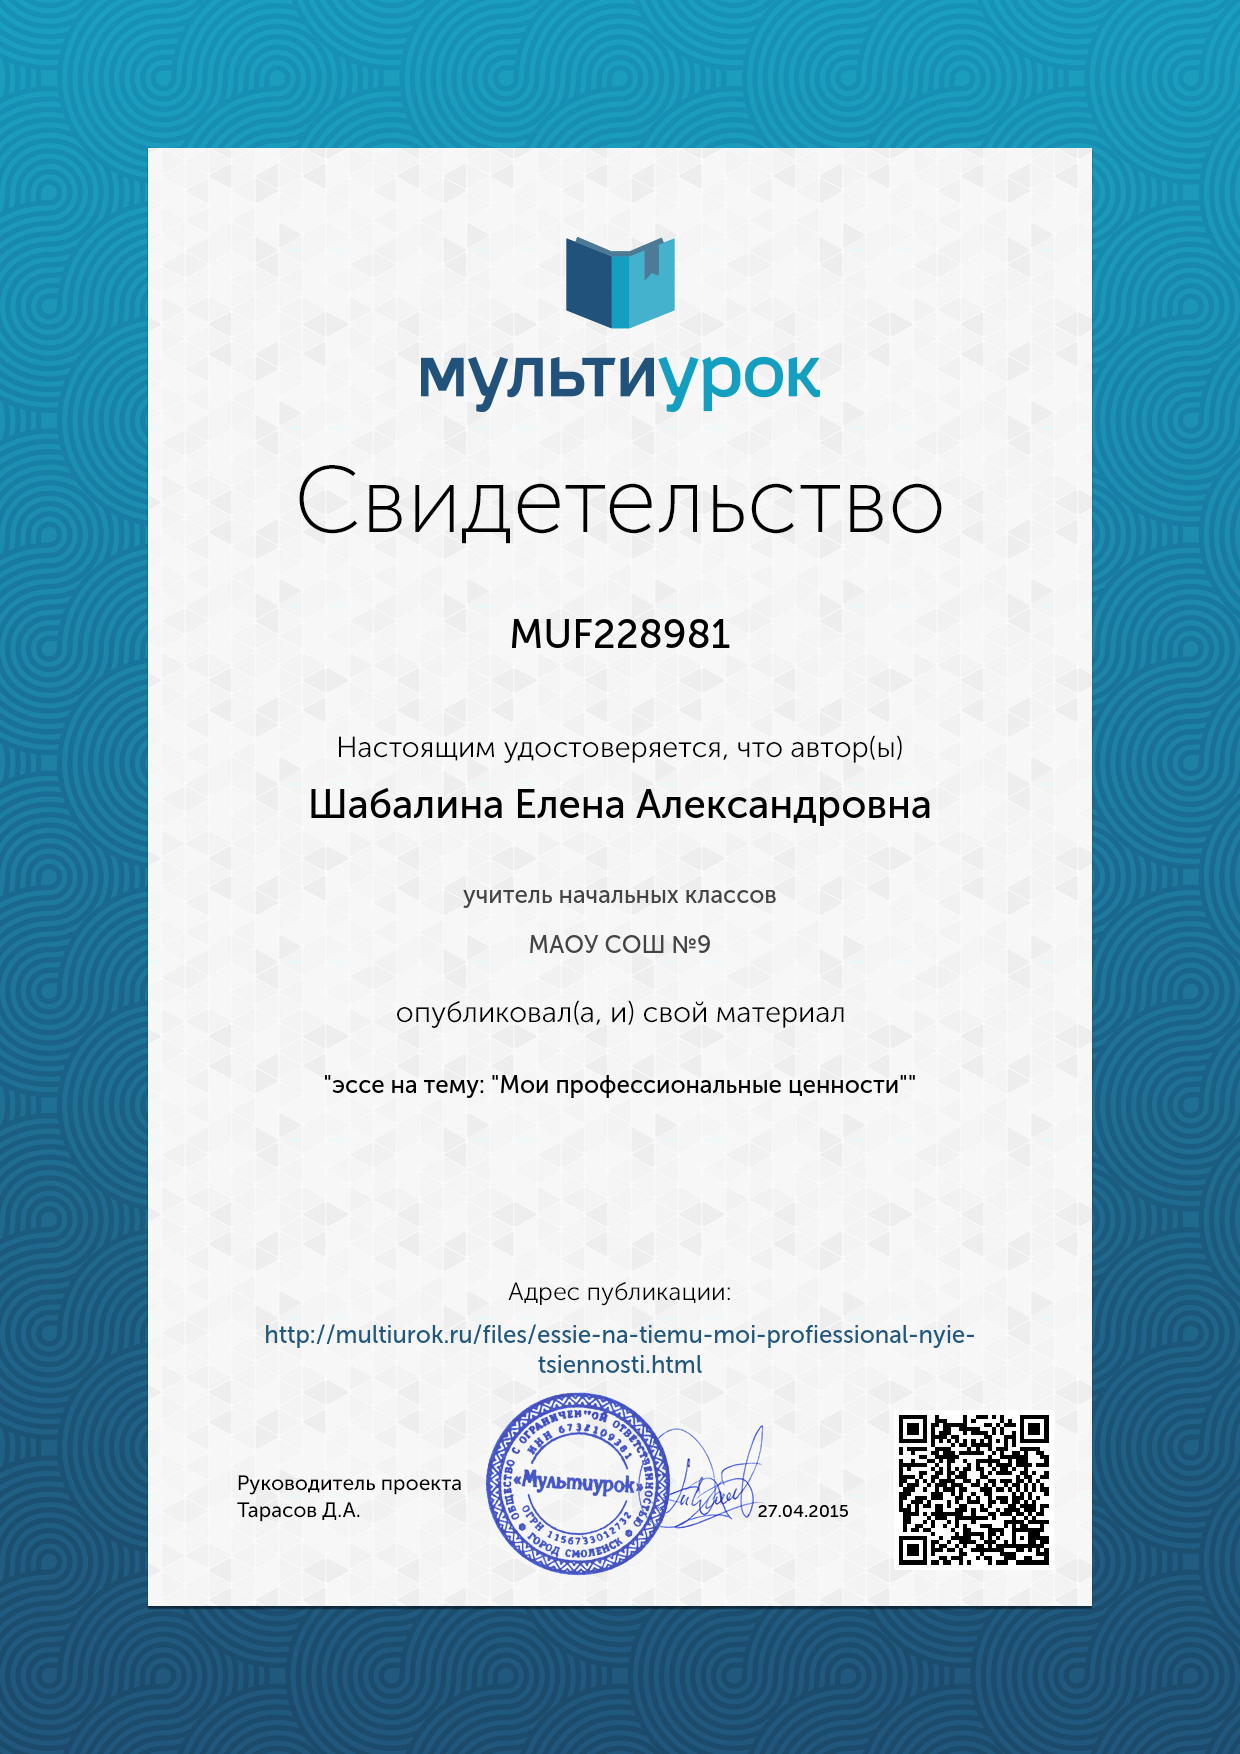 мультиурок
Свидетельство
MUF228981
Настоящим удостоверяется, что автор(ы)
Шабалина Елена Александровна
учитель начальных классов
МАОУ СОШ №9
опубликовал(а, и) свой материал
"эссе на тему: "Мои профессиональные ценности""
Адрес публикации:
http://multiurok.ru/files/essie-na-tiemu-moi-profiessional-nyie-
tsiennosti.html
ОБЩЕСТВО С ОГРАНИЧЕННОЙ ОТВЕТСТВЕННОСТЬЮ
ИНН 6732109381
«Мультиурок»
ОГРН 1156733012732
ГОРОД СМОЛЕНСК
Руководитель проекта
Тарасов Д.А.
27.04.2015